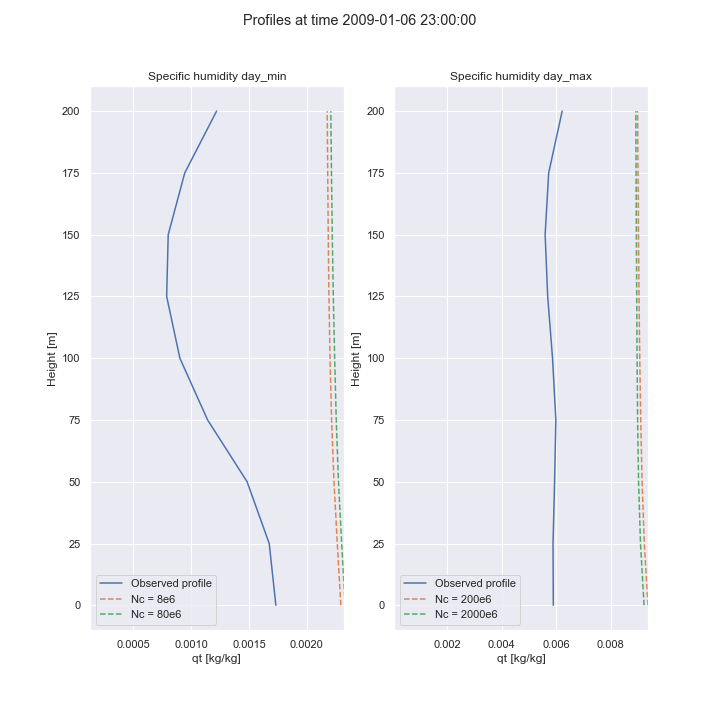 Profiles at time 2009-01-06 23:00:00
Specific humidity day_min
200
175
150
125
100
75
50
25
0
Height [m]
Observed profile
Nc = 8e6
Nc = 80e6
0.0005 0.0010 0.0015 0.0020
qt [kg/kg]
Specific humidity day_max
200
175
150
125
100
75
50
25
0
Height [m]
Observed profile
Nc = 200e6
Nc = 2000e6
0.002 0.004 0.006 0.008
qt [kg/kg]